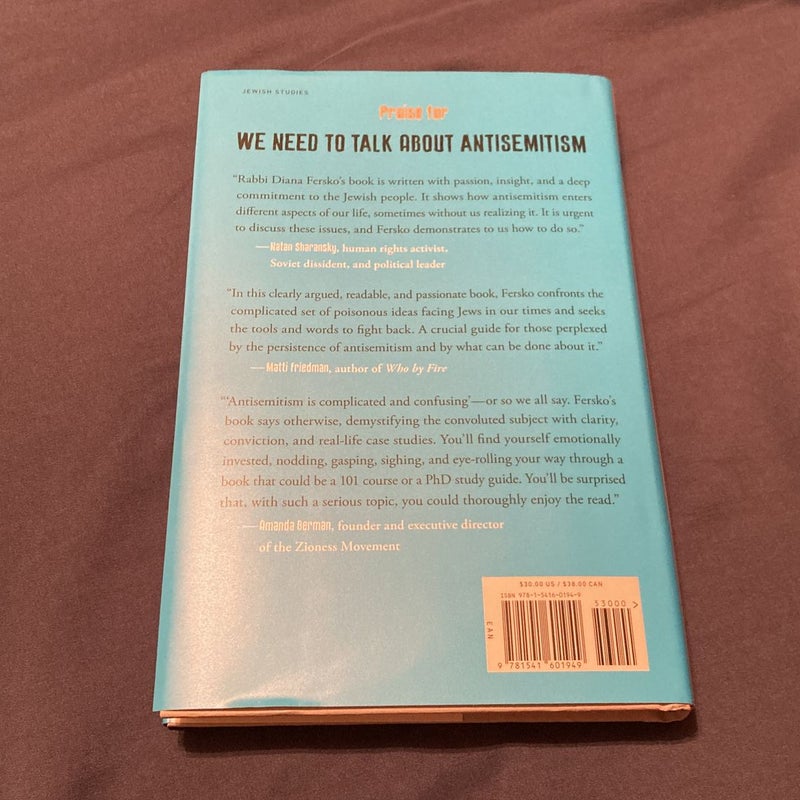 JEWISH STUDIES
Praise for
WE NEED TO TALK ABOUT ANTISEMITISM
“Rabbi Diana Fersko’s book is written with passion, insight, and a deep
commitment to the Jewish people. It shows how antisemitism enters
different aspects of our life, sometimes without us realizing it. It is urgent
to discuss these issues, and Fersko demonstrates to us how to do so.”
—Natan Sharansky, human rights activist,
Soviet dissident, and political leader
“In this clearly argued, readable, and passionate book, Fersko confronts the
complicated set of poisonous ideas facing Jews in our times and seeks
the tools and words to fight back. A crucial guide for those perplexed
by the persistence of antisemitism and by what can be done about it.”
—Matti Friedman, author of Who by Fire
“‘Antisemitism is complicated and confusing’—or so we all say. Fersko’s
book says otherwise, demystifying the convoluted subject with clarity,
conviction, and real-life case studies. You’ll find yourself emotionally
invested, nodding, gasping, sighing, and eye-rolling your way through a
book that could be a 101 course or a PhD study guide. You’ll be surprised
that, with such a serious topic, you could thoroughly enjoy the read.”
—Amanda Berman, founder and executive director
of the Zioness Movement
$30.00 US / $38.00 CAN
ISBN 978-1-5416-0194-9
53000 >
EAN
9 781541 601949